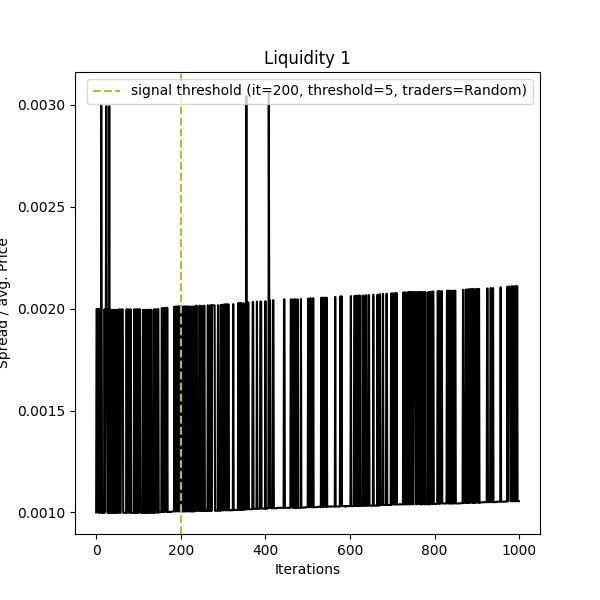 Liquidity 1
signal threshold (it=200, threshold=5, traders=Random)
0.0030
0.0025
0.0020
0.0015
0.0010
Spread / avg. Price
0 200 400 600 800 1000
Iterations